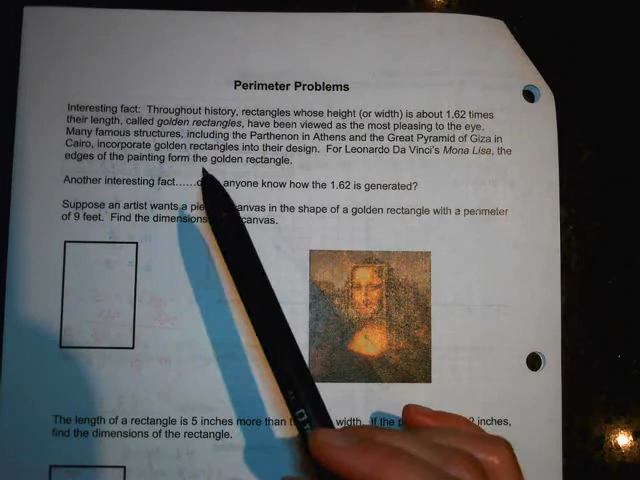 Perimeter Problems
Interesting fact: Throughout history, rectangles whose height (or width) is about 1.62 times
their length, called golden rectangles, have been viewed as the most pleasing to the eye.
Many famous structures, including the Parthenon in Athens and the Great Pyramid of Giza in
Cairo, incorporate golden rectangles into their design. For Leonardo Da Vinci's Mona Lisa, the
edges of the painting form the golden rectangle.
Another interesting fact...... anyone know how the 1.62 is generated?
Suppose an artist wants a canvas in the shape of a golden rectangle with a perimeter
of 9 feet. Find the dimensions canvas.
The length of a rectangle is 5 inches more than width. If the inches,
find the dimensions of the rectangle.